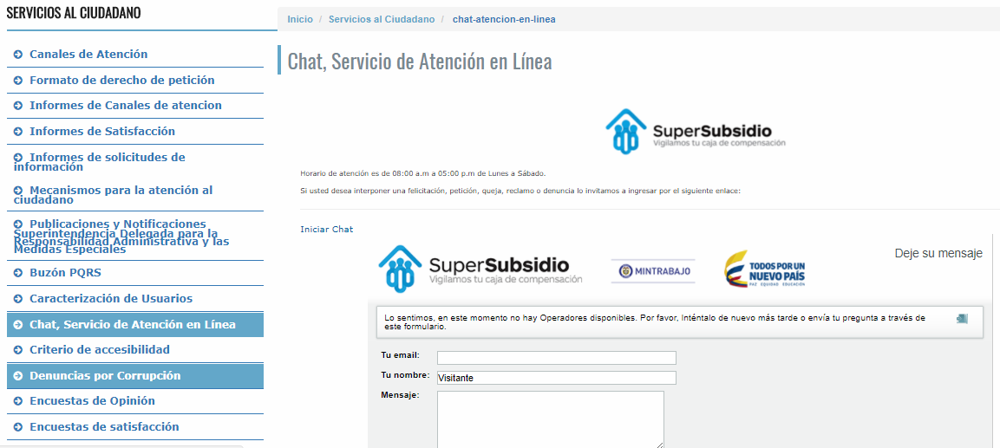 SERVICIOS AL CIUDADANO
Canales de Atención
Formato de derecho de petición
Informes de Canales de atencion
Informes de Satisfacción
Informes de solicitudes de
información
Mecanismos para la atención al
ciudadano
Publicaciones y Notificaciones
Superintendencia Delegada para la
Responsabilidad Administrativa y las
Medidas Especiales
Buzón PQRS
Caracterización de Usuarios
Chat, Servicio de Atención en Línea
Criterio de accesibilidad
Denuncias por Corrupción
Encuestas de Opinión
Encuestas de satisfacción
Inicio / Servicios al Ciudadano / chat-atencion-en-linea
Chat, Servicio de Atención en Línea
SuperSubsidio
Vigilamos tu caja de compensación
Horario de atención es de 08:00 a.m a 05:00 p.m de Lunes a Sábado.
Si usted desea interponer una felicitación, petición, queja, reclamo o denuncia lo invitamos a ingresar por el siguiente enlace:
Iniciar Chat
SuperSubsidio
Vigilamos tu caja de compensación
MINTRABAJO
TODOS POR UN
NUEVO PAÍS
PAZ EQUIDAD EDUCACIÓN
Deje su mensaje
Lo sentimos, en este momento no hay Operadores disponibles. Por favor, Inténtalo de nuevo más tarde o envía tu pregunta a través de
este formulario.
Tu email:
Tu nombre: Visitante
Mensaje: